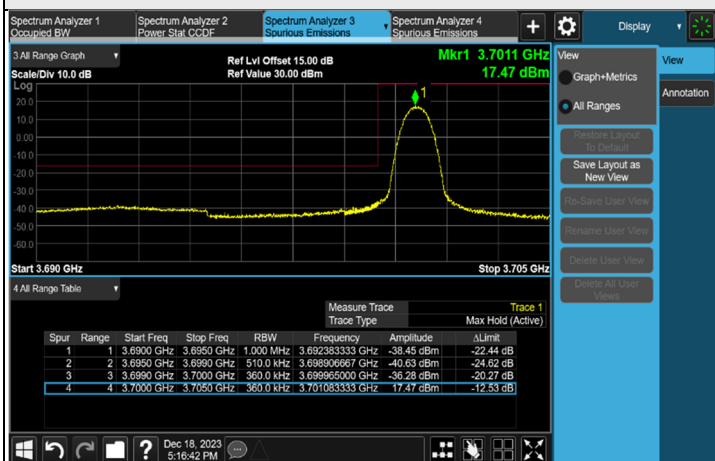 Spectrum Analyzer 1
Occupied BW
Spectrum Analyzer 2
Power Stat CCDF
Spectrum Analyzer 3
Spurious Emissions
Spectrum Analyzer 4
Spurious Emissions
+
Display
3 All Range Graph
Scale/Div 10.0 dB
Ref Lvl Offset 15.00 dB
Ref Value 30.00 dBm
Mkr1 3.7011 GHz
17.47 dBm
Log
20.0
10.0
0.00
-10.0
-20.0
-30.0
-40.0
-50.0
-60.0
1
Start 3.690 GHz
Stop 3.705 GHz
View
Graph+Metrics
All Ranges
Restore Layout
To Default
Save Layout as
New View
Re-Save User View
Rename User View
Delete User View
Delete All User
Views
View
Annotation
4 All Range Table
Measure Trace Trace 1
Trace Type Max Hold (Active)
Spur Range Start Freq Stop Freq RBW Frequency Amplitude ΔLimit
1 1 3.6900 GHz 3.6950 GHz 1.000 MHz 3.692383333 GHz -38.45 dBm -22.44 dB
2 2 3.6950 GHz 3.6990 GHz 510.0 kHz 3.698906667 GHz -40.63 dBm -24.62 dB
3 3 3.6990 GHz 3.7000 GHz 360.0 kHz 3.699965000 GHz -36.28 dBm -20.27 dB
4 4 3.7000 GHz 3.7050 GHz 360.0 kHz 3.701083333 GHz 17.47 dBm -12.53 dB
?
Dec 18, 2023
5:16:42 PM